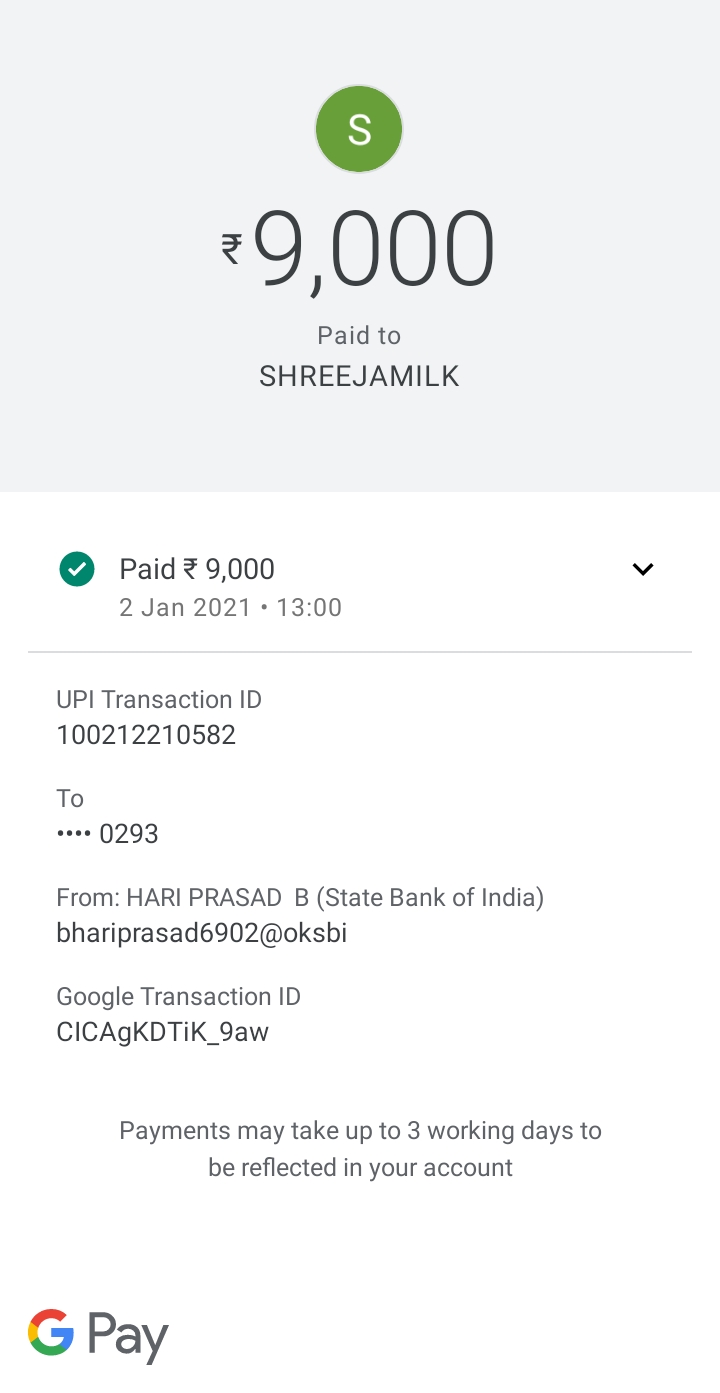 S
₹9,000
Paid to
SHREEJAMILK
Paid ₹ 9,000
2 Jan 2021 • 13:00
UPI Transaction ID
100212210582
To
•••• 0293
From: HARI PRASAD  B (State Bank of India)
bhariprasad6902@oksbi
Google Transaction ID
CICAgKDTiK_9aw
Payments may take up to 3 working days to
be reflected in your account
G Pay